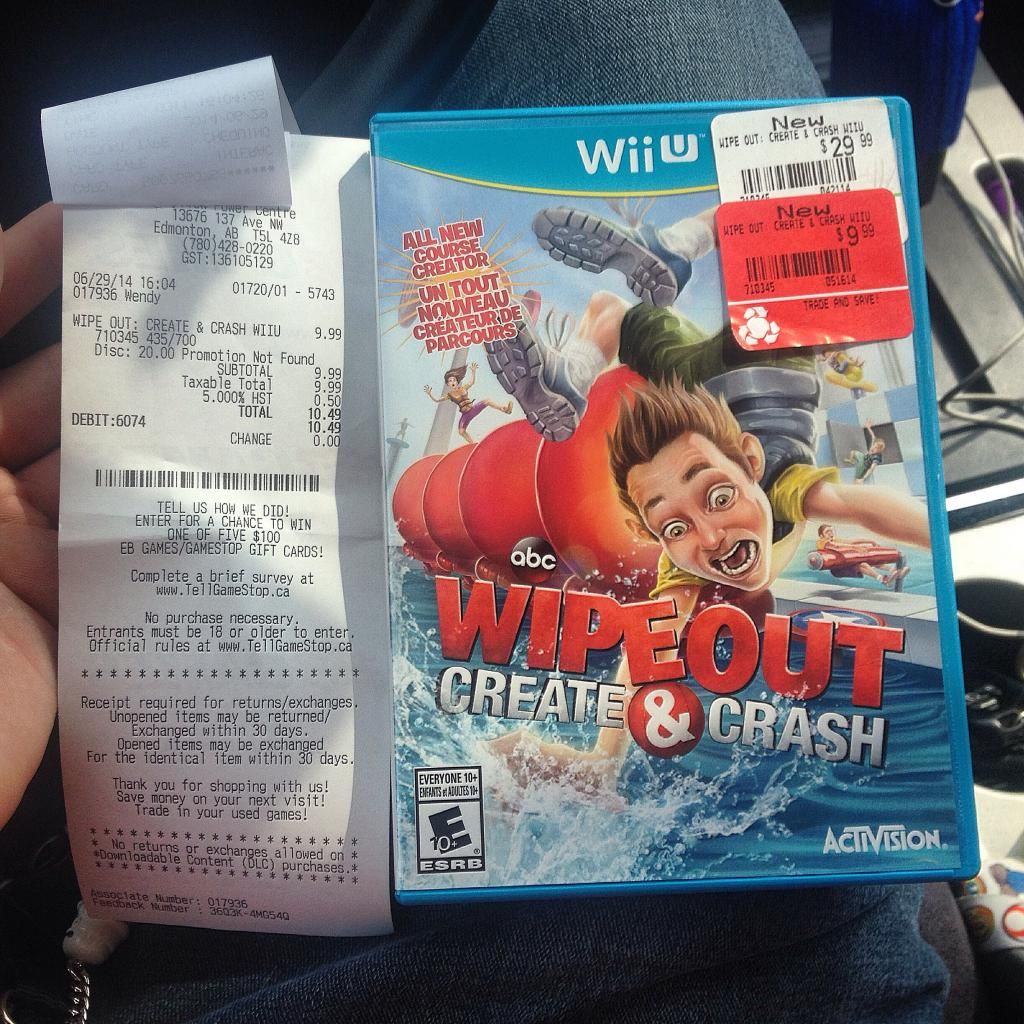 13676 137 Ave NW
Edmonton, AB T5L 4Z8
(780)428-0220
GST:136105129
06/29/14 16:04
017936 Wendy 01720/01 - 5743
WIPE OUT: CREATE & CRASH WIIU 9.99
710345 435/700
Disc: 20.00 Promotion Not Found
SUBTOTAL 9.99
Taxable Total 9.99
5.000% HST 0.50
TOTAL 10.49
DEBIT:6074 10.49
CHANGE 0.00
TELL US HOW WE DID!
ENTER FOR A CHANCE TO WIN
ONE OF FIVE $100
EB GAMES/GAMESTOP GIFT CARDS!
Complete a brief survey at
www.TellGameStop.ca
No purchase necessary.
Entrants must be 18 or older to enter.
Official rules at www.TellGameStop.ca
* * * * * * * * * * * * * * * * * * *
Receipt required for returns/exchanges.
Unopened items may be returned/
Exchanged within 30 days.
Opened items may be exchanged
For the identical item within 30 days.
Thank you for shopping with us!
Save money on your next visit!
Trade in your used games!
* * * * * * * * * * * * * * * * * * *
* No returns or exchanges allowed on *
*Downloadable Content (DLC) purchases.*
* * * * * * * * * * * * * * * * * * *
Associate Number: 017936
Feedback Number : 36Q3K-4MG54Q
Wii U™
New
WIPE OUT: CREATE & CRASH WIIU
$29.99
710345 042114
New
WIPE OUT: CREATE & CRASH WIIU
$9.99
710345 051614
TRADE AND SAVE!
ALL NEW
COURSE
CREATOR
UN TOUT
NOUVEAU
CRÉATEUR DE
PARCOURS
abc
WIPEOUT
CREATE & CRASH
EVERYONE 10+
ENFANTS et ADULTES 10+
E
10+
ESRB
ACTIVISION®